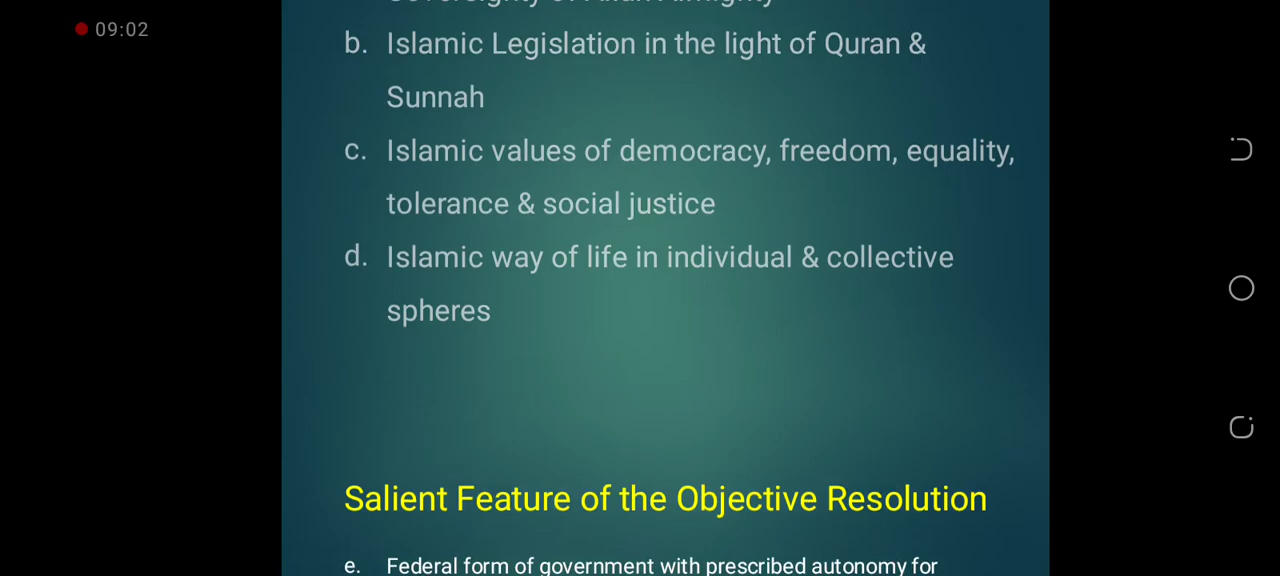 09:02
b. Islamic Legislation in the light of Quran &
Sunnah
c. Islamic values of democracy, freedom, equality,
tolerance & social justice
d. Islamic way of life in individual & collective
spheres
Salient Feature of the Objective Resolution
e. Federal form of government with prescribed autonomy for